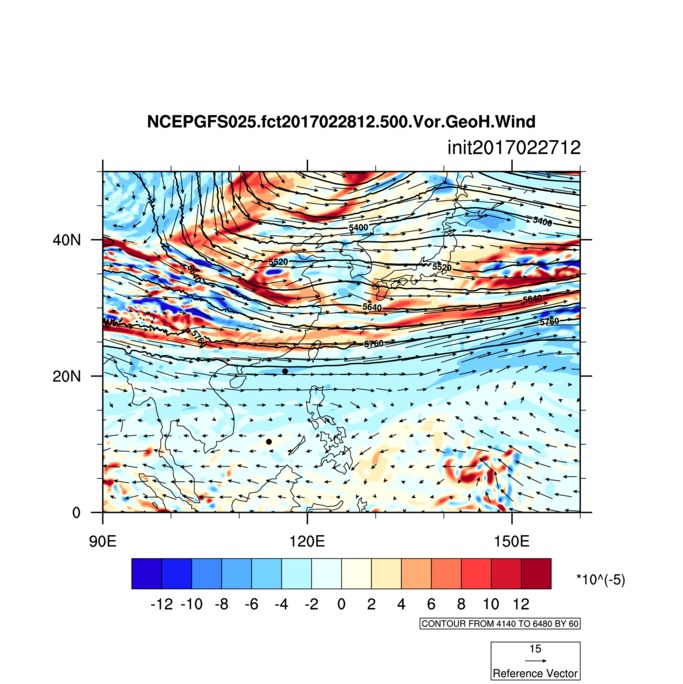 NCEPGFS025.fct2017022812.500.Vor.GeoH.Wind
init2017022712
40N
20N
0
90E 120E 150E
5400
5400
5520
5520
5640
5640
5760
5760
-12 -10 -8 -6 -4 -2 0 2 4 6 8 10 12
*10^(-5)
CONTOUR FROM 4140 TO 6480 BY 60
15
Reference Vector